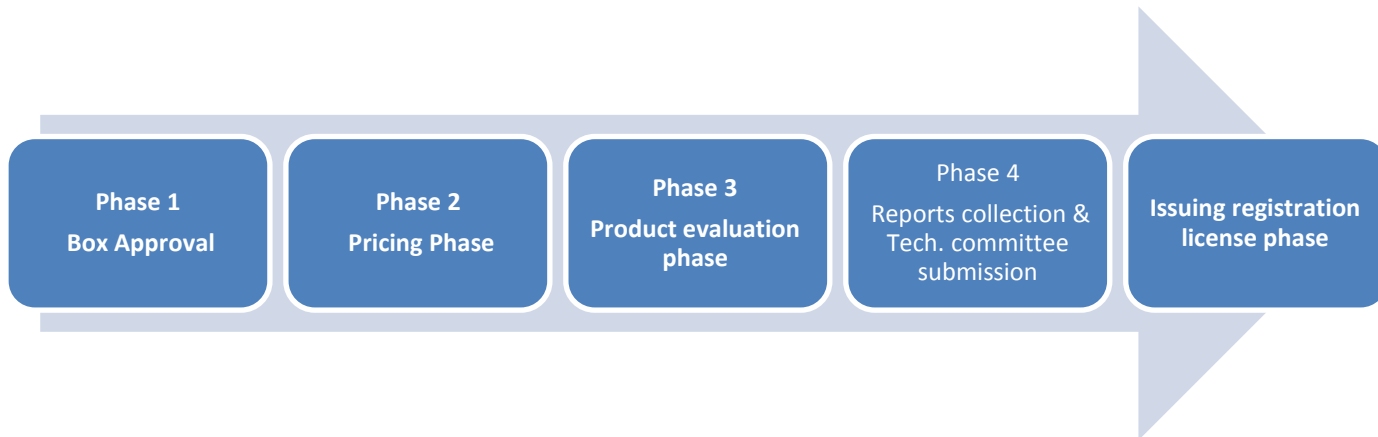 Phase 1
Box Approval
Phase 2
Pricing Phase
Phase 3
Product evaluation
phase
Phase 4
Reports collection &
Tech. committee
submission
Issuing registration
license phase